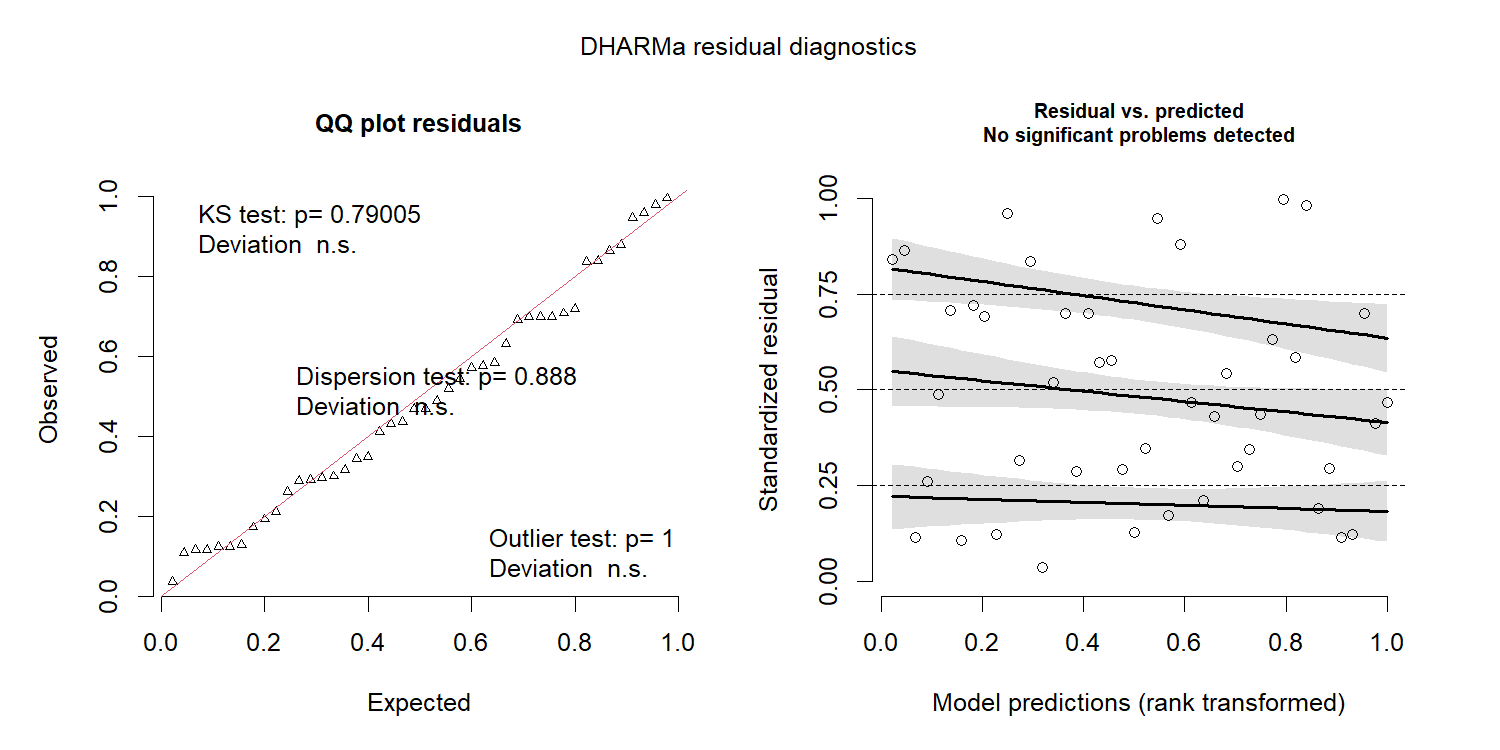 DHARMa residual diagnostics
QQ plot residuals
KS test: p= 0.79005
Deviation  n.s.
Dispersion test: p= 0.888
Deviation  n.s.
Outlier test: p= 1
Deviation  n.s.
Observed
0.0
0.2
0.4
0.6
0.8
1.0
0.0 0.2 0.4 0.6 0.8 1.0
Expected
Residual vs. predicted
No significant problems detected
Standardized residual
0.00
0.25
0.50
0.75
1.00
0.0 0.2 0.4 0.6 0.8 1.0
Model predictions (rank transformed)